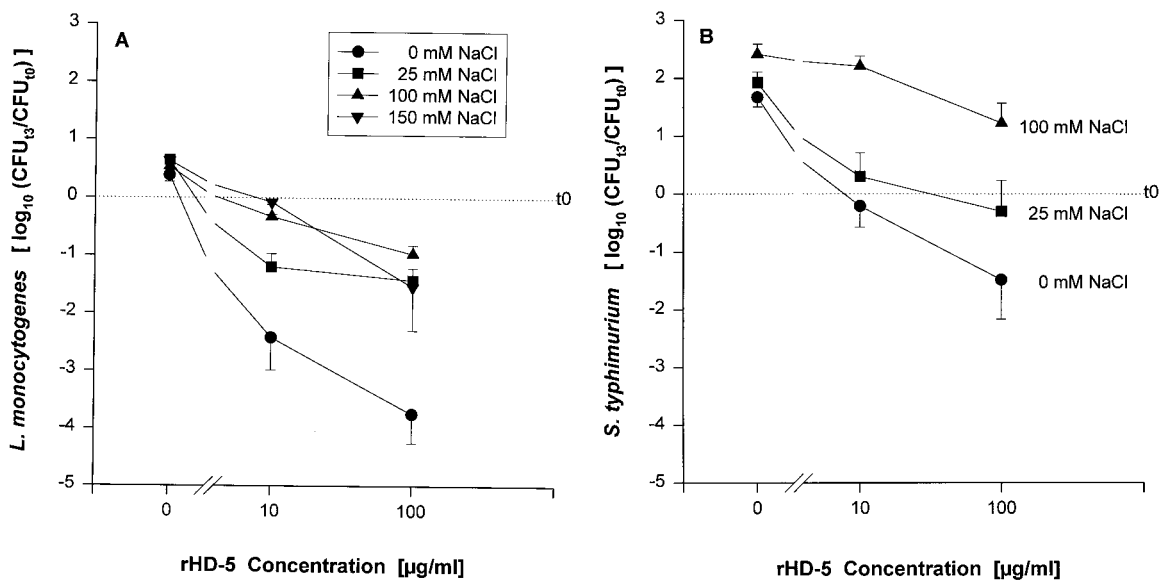 A
0 mM NaCl
25 mM NaCl
100 mM NaCl
150 mM NaCl
L. monocytogenes [ log10 (CFUt3/CFUt0) ]
3
2
1
0
-1
-2
-3
-4
-5
t0
0 10 100
rHD-5 Concentration [µg/ml]
B
S. typhimurium [ log10 (CFUt3/CFUt0) ]
3
2
1
0
-1
-2
-3
-4
-5
100 mM NaCl
t0
25 mM NaCl
0 mM NaCl
0 10 100
rHD-5 Concentration [µg/ml]